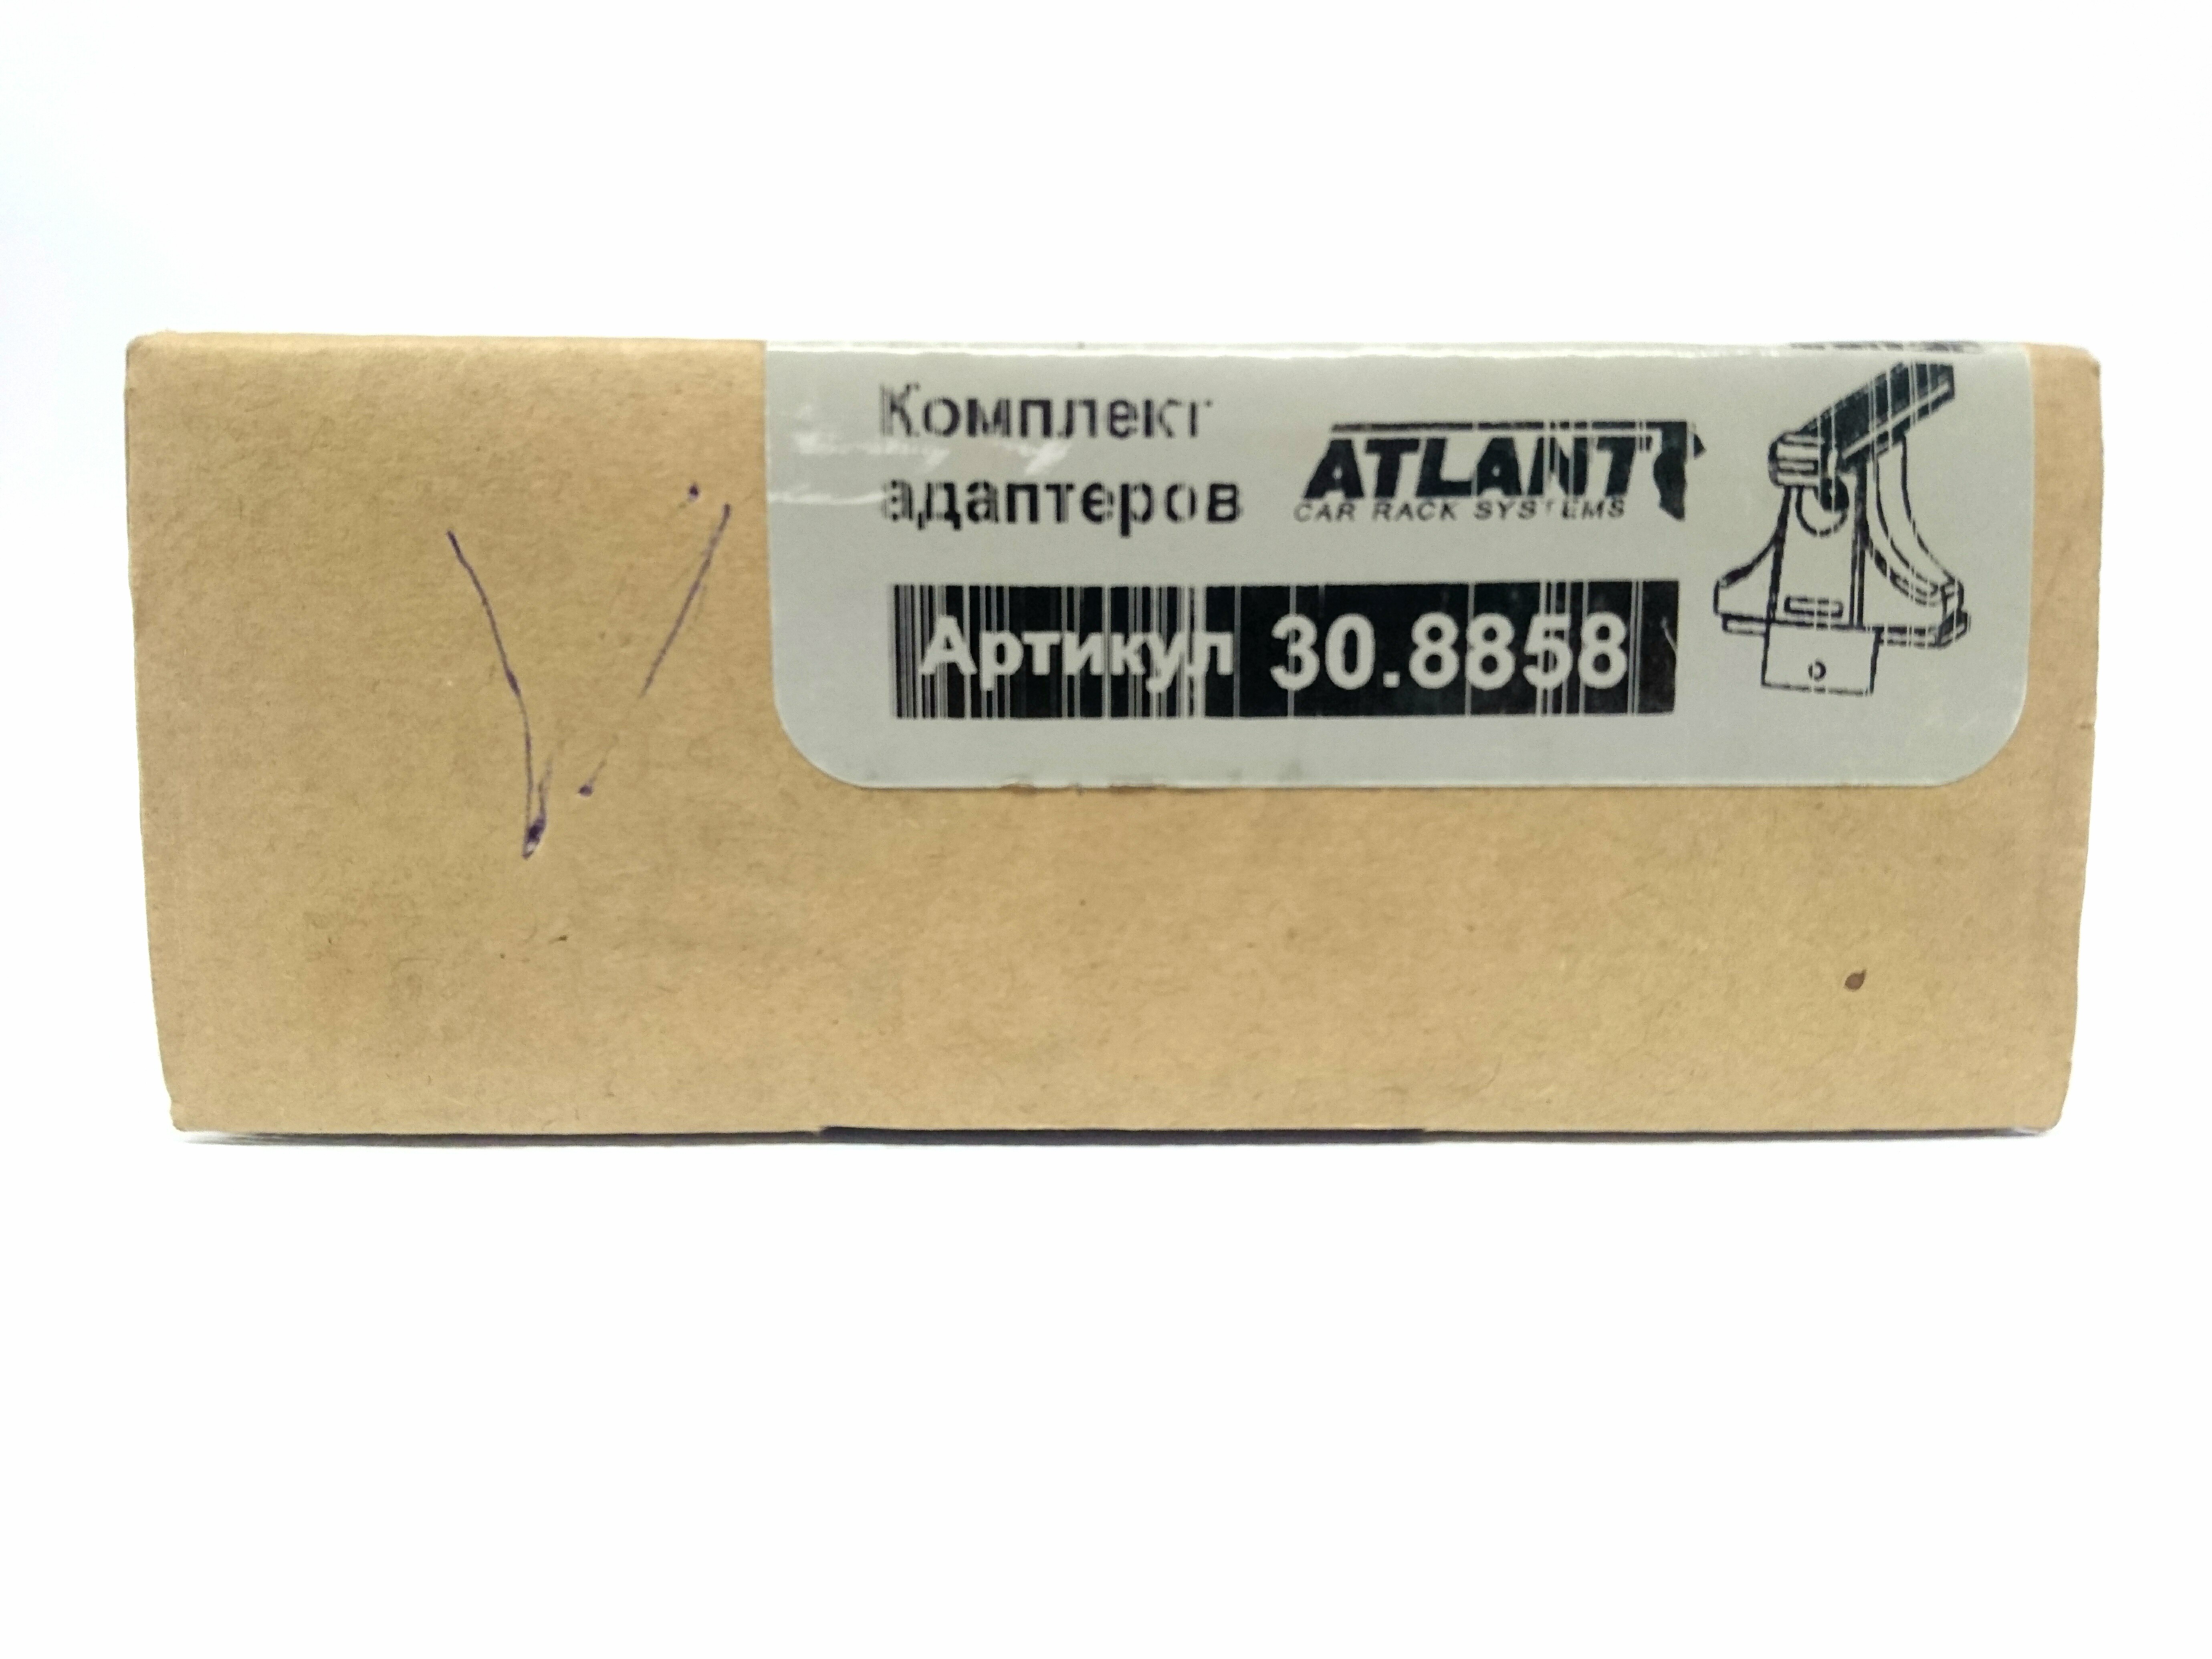 Комплект
адаптеров
ATLANT
CAR RACK SYSTEMS
Артикул 30.8858